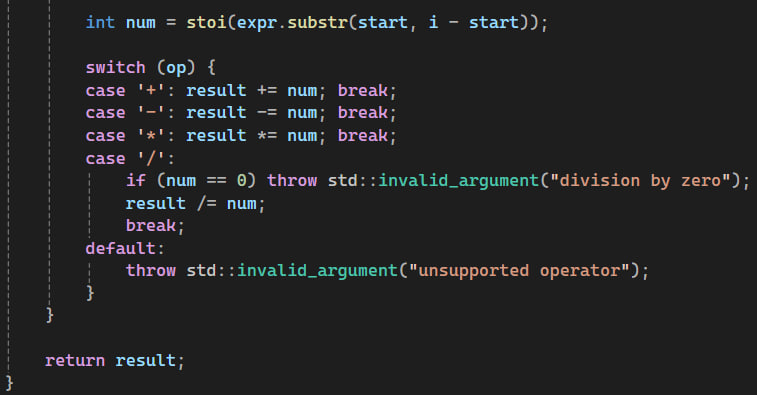 int num = stoi(expr.substr(start, i - start));
switch (op) {
case '+': result += num; break;
case '-': result -= num; break;
case '*': result *= num; break;
case '/':
if (num == 0) throw std::invalid_argument("division by zero");
result /= num;
break;
default:
throw std::invalid_argument("unsupported operator");
}
}
return result;
}